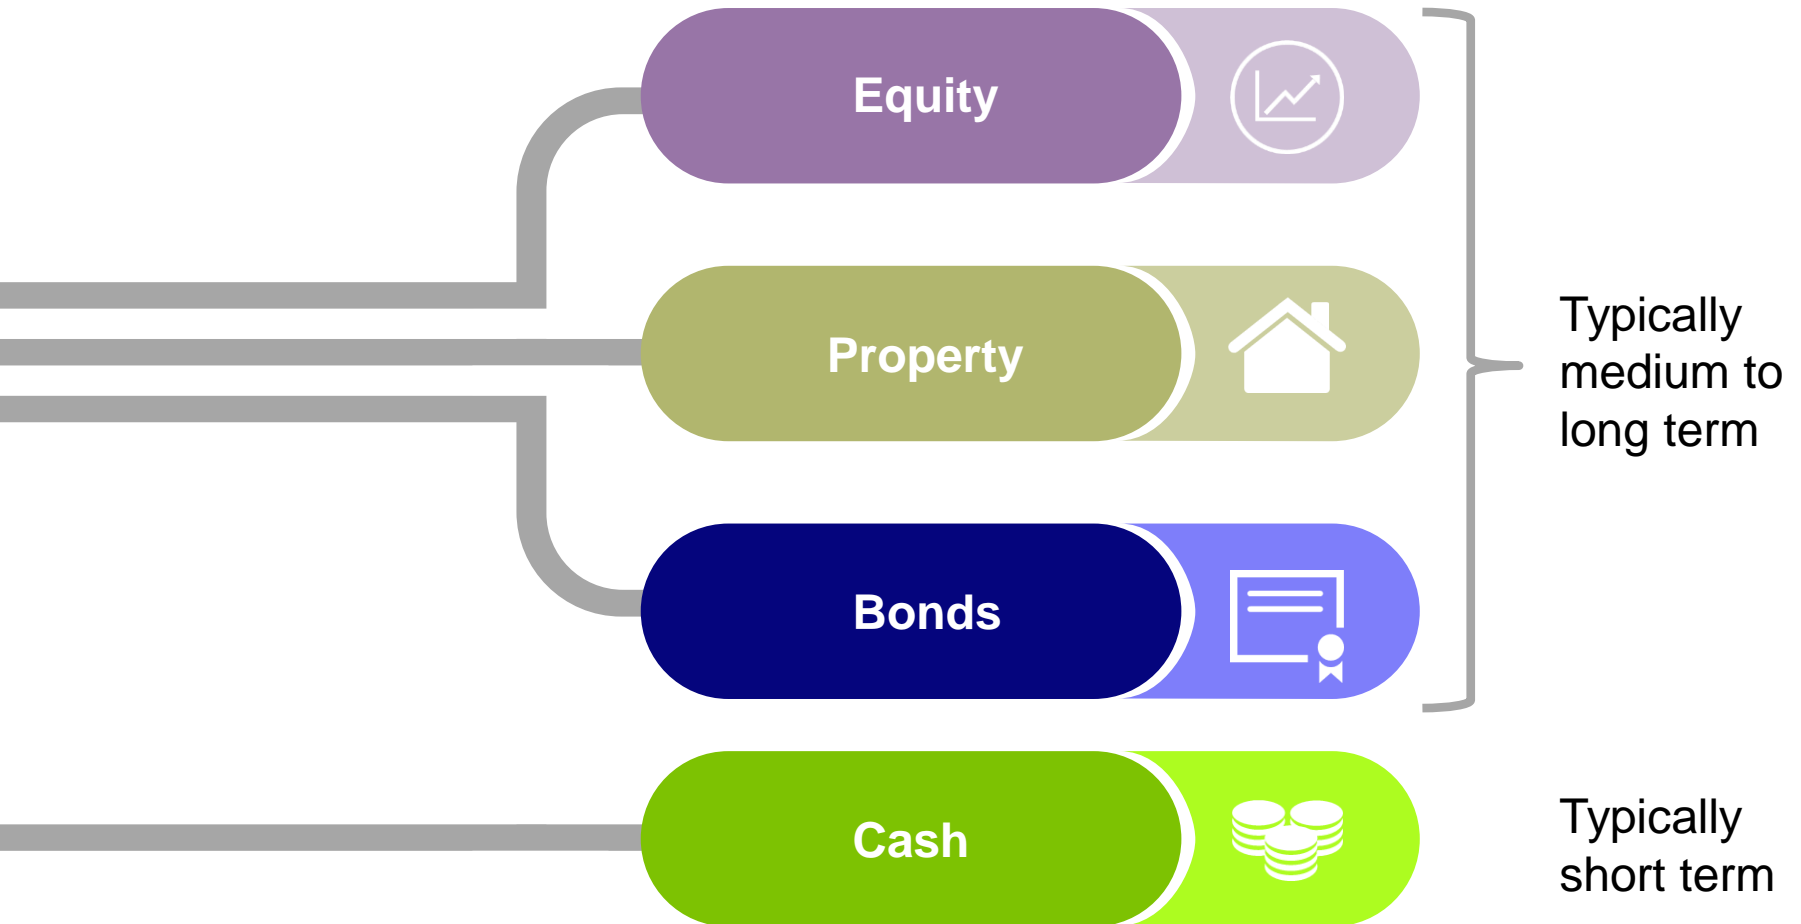 Equity
Property
Typically
medium to
long term
Bonds
Cash
Typically
short term